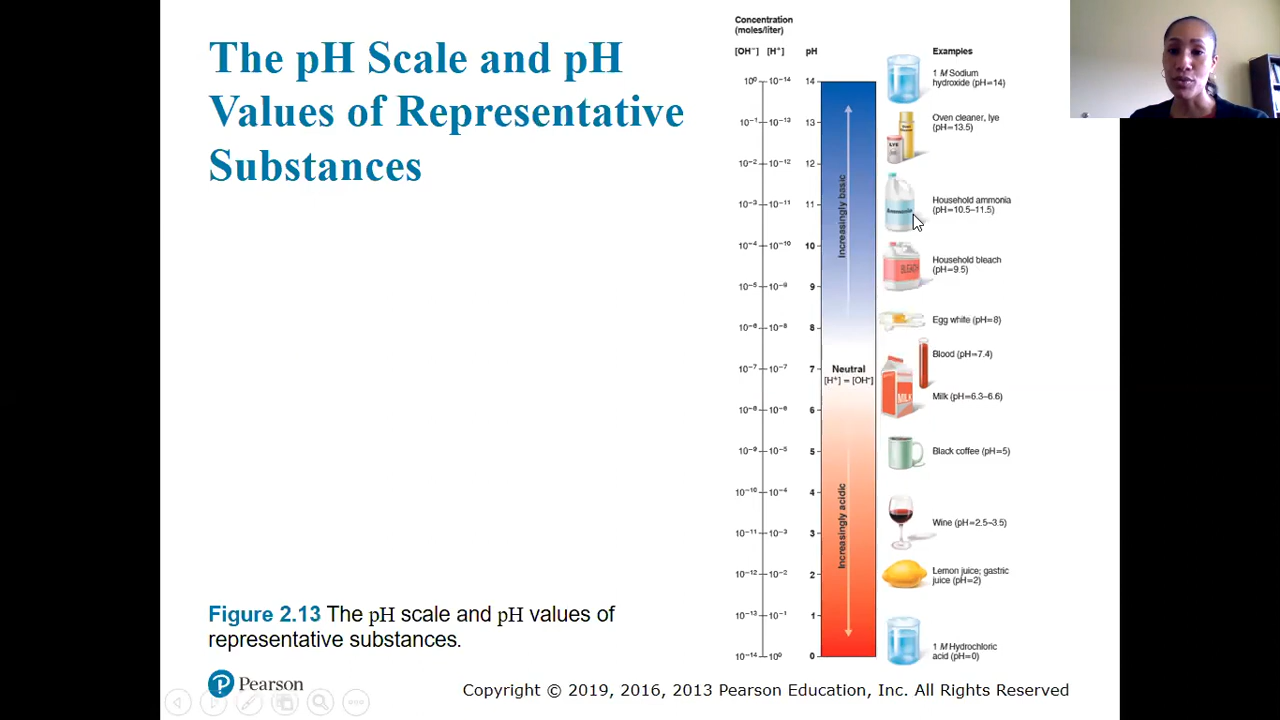 The pH Scale and pH
Values of Representative
Substances
Concentration
(moles/liter)
[OH⁻] [H⁺] pH Examples
10⁰ 10⁻¹⁴ 14
10⁻¹ 10⁻¹³ 13
10⁻² 10⁻¹² 12
10⁻³ 10⁻¹¹ 11
10⁻⁴ 10⁻¹⁰ 10
10⁻⁵ 10⁻⁹ 9
10⁻⁶ 10⁻⁸ 8
10⁻⁷ 10⁻⁷ 7
10⁻⁸ 10⁻⁶ 6
10⁻⁹ 10⁻⁵ 5
10⁻¹⁰ 10⁻⁴ 4
10⁻¹¹ 10⁻³ 3
10⁻¹² 10⁻² 2
10⁻¹³ 10⁻¹ 1
10⁻¹⁴ 10⁰ 0
Increasingly basic
Neutral
[H⁺] = [OH⁻]
Increasingly acidic
1 M Sodium
hydroxide (pH=14)
Oven cleaner, lye
(pH=13.5)
LYE
Household ammonia
(pH=10.5–11.5)
Ammonia
Household bleach
(pH=9.5)
BLEACH
Egg white (pH=8)
Blood (pH=7.4)
Milk (pH=6.3–6.6)
MILK
Black coffee (pH=5)
Wine (pH=2.5–3.5)
Lemon juice; gastric
juice (pH=2)
1 M Hydrochloric
acid (pH=0)
Figure 2.13 The pH scale and pH values of
representative substances.
Pearson
Copyright © 2019, 2016, 2013 Pearson Education, Inc. All Rights Reserved